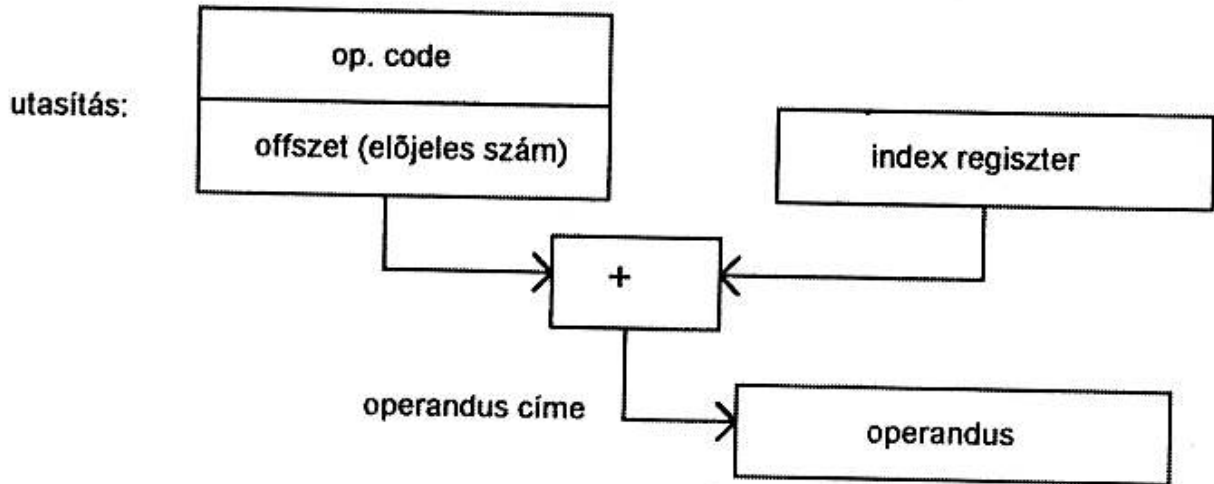 op. code
utasítás:
offszet (elõjeles szám)
index regiszter
+
operandus címe
operandus